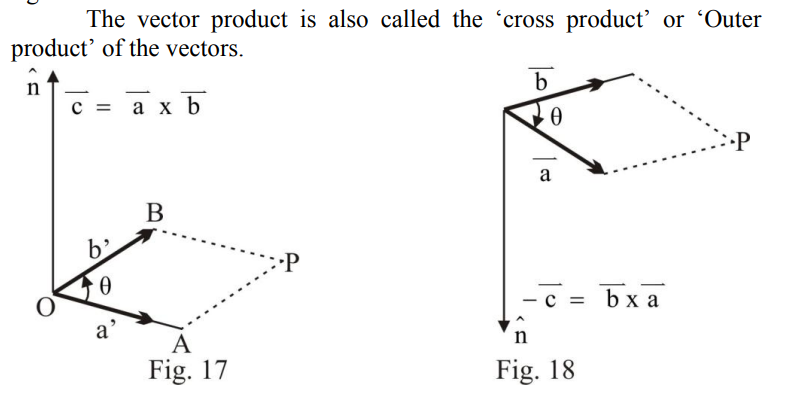 The vector product is also called the ‘cross product’ or ‘Outer
product’ of the vectors.
n̂
c̅ = a̅ x b̅
B
b’
θ
P
O
a’
A
Fig. 17
b̅
θ
P
a̅
– c̅ = b̅ x a̅
n̂
Fig. 18